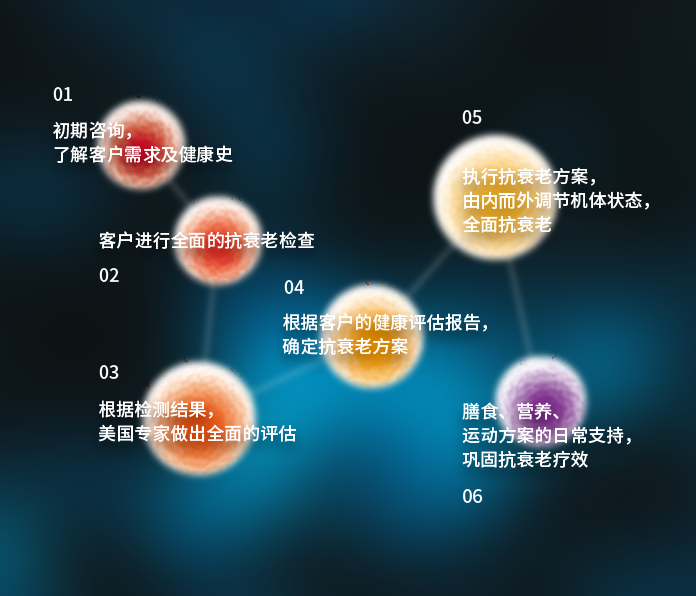 01
初期咨询，
了解客户需求及健康史
客户进行全面的抗衰老检查
02
03
根据检测结果，
美国专家做出全面的评估
04
根据客户的健康评估报告，
确定抗衰老方案
05
执行抗衰老方案，
由内而外调节机体状态，
全面抗衰老
膳食、营养、
运动方案的日常支持，
巩固抗衰老疗效
06